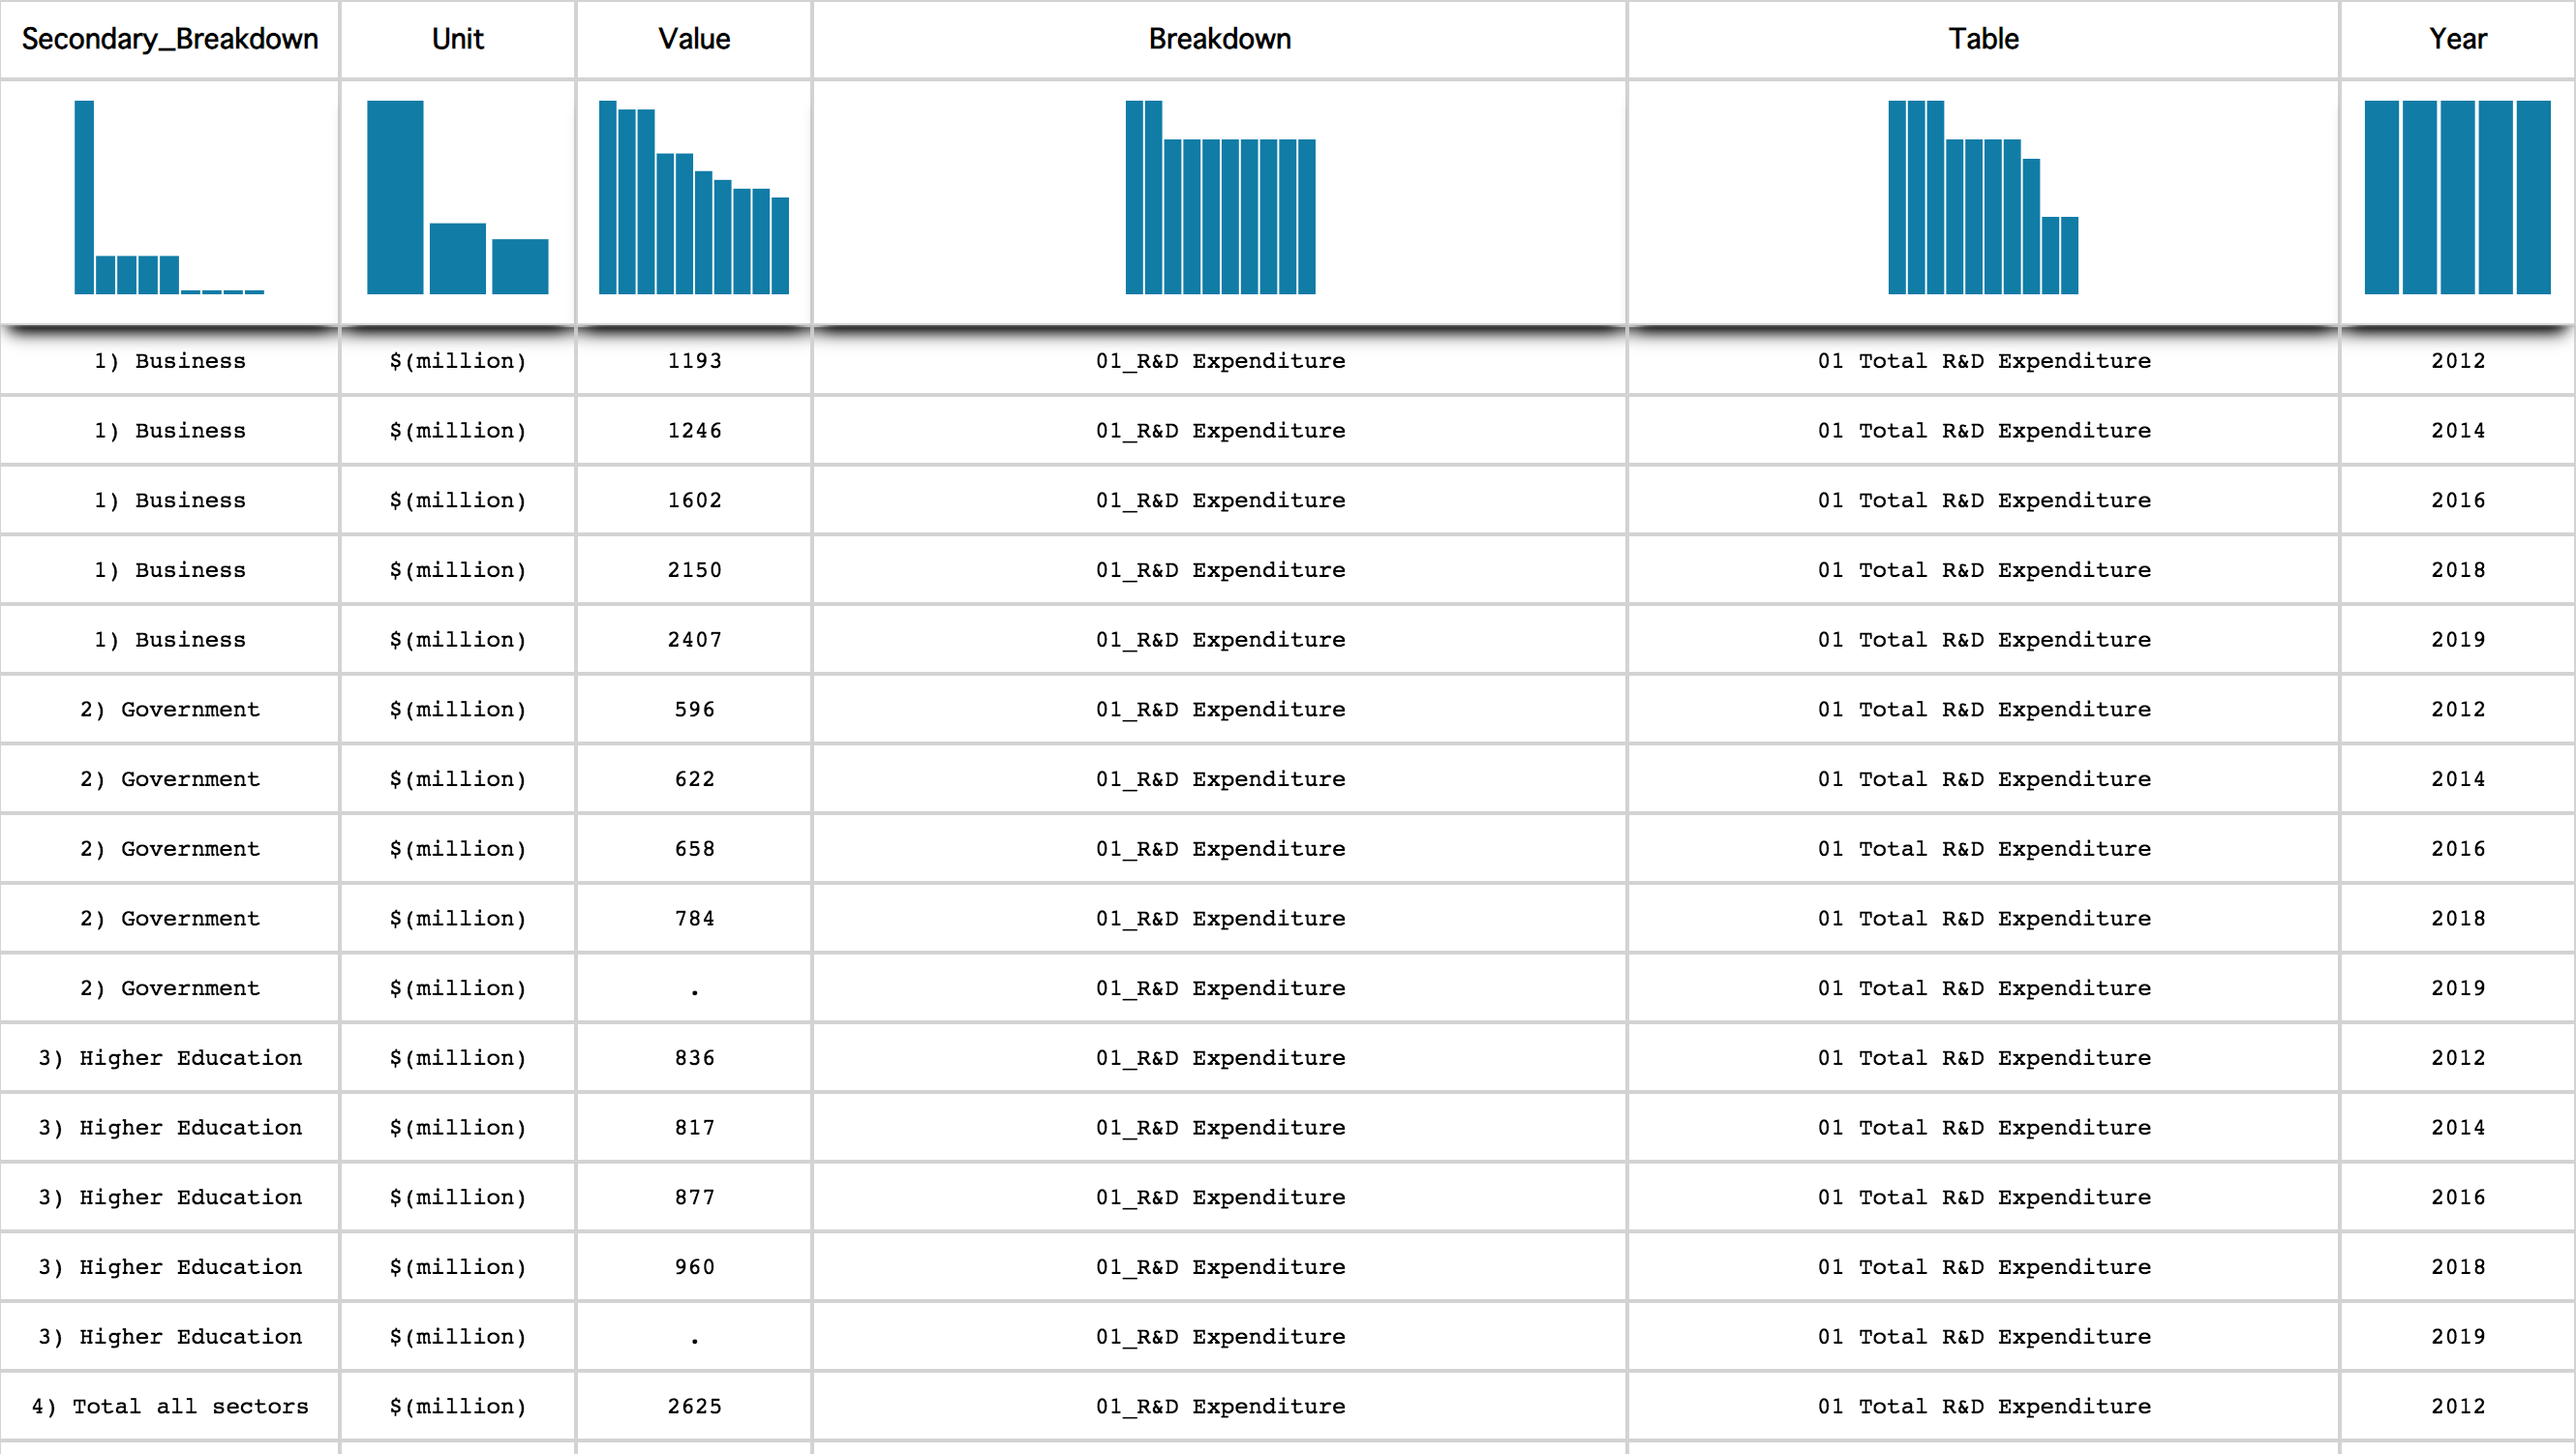 Secondary_Breakdown Unit Value Breakdown Table Year
1) Business $(million) 1193 01_R&D Expenditure 01 Total R&D Expenditure 2012
1) Business $(million) 1246 01_R&D Expenditure 01 Total R&D Expenditure 2014
1) Business $(million) 1602 01_R&D Expenditure 01 Total R&D Expenditure 2016
1) Business $(million) 2150 01_R&D Expenditure 01 Total R&D Expenditure 2018
1) Business $(million) 2407 01_R&D Expenditure 01 Total R&D Expenditure 2019
2) Government $(million) 596 01_R&D Expenditure 01 Total R&D Expenditure 2012
2) Government $(million) 622 01_R&D Expenditure 01 Total R&D Expenditure 2014
2) Government $(million) 658 01_R&D Expenditure 01 Total R&D Expenditure 2016
2) Government $(million) 784 01_R&D Expenditure 01 Total R&D Expenditure 2018
2) Government $(million) . 01_R&D Expenditure 01 Total R&D Expenditure 2019
3) Higher Education $(million) 836 01_R&D Expenditure 01 Total R&D Expenditure 2012
3) Higher Education $(million) 817 01_R&D Expenditure 01 Total R&D Expenditure 2014
3) Higher Education $(million) 877 01_R&D Expenditure 01 Total R&D Expenditure 2016
3) Higher Education $(million) 960 01_R&D Expenditure 01 Total R&D Expenditure 2018
3) Higher Education $(million) . 01_R&D Expenditure 01 Total R&D Expenditure 2019
4) Total all sectors $(million) 2625 01_R&D Expenditure 01 Total R&D Expenditure 2012